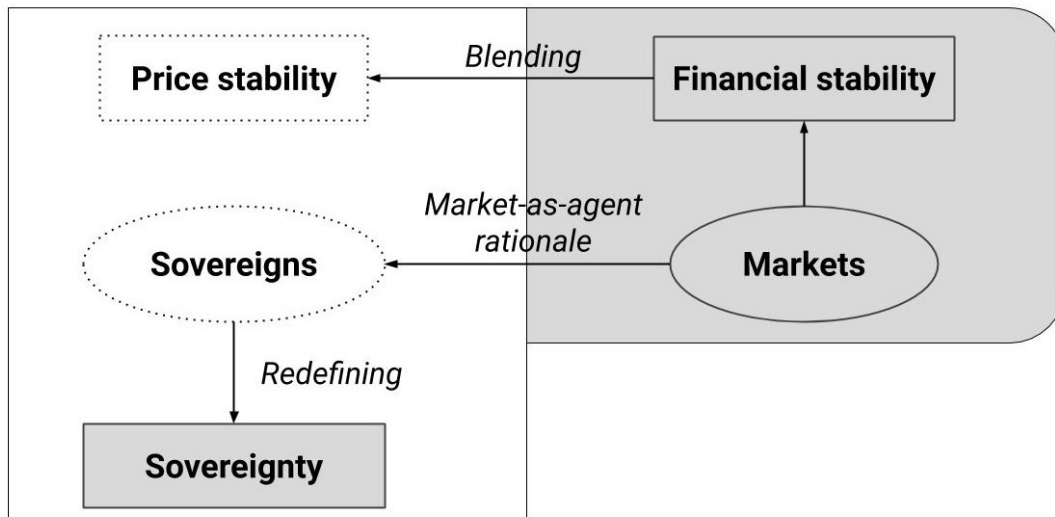 Price stability
Blending
Financial stability
Market-as-agent
rationale
Sovereigns
Markets
Redefining
Sovereignty